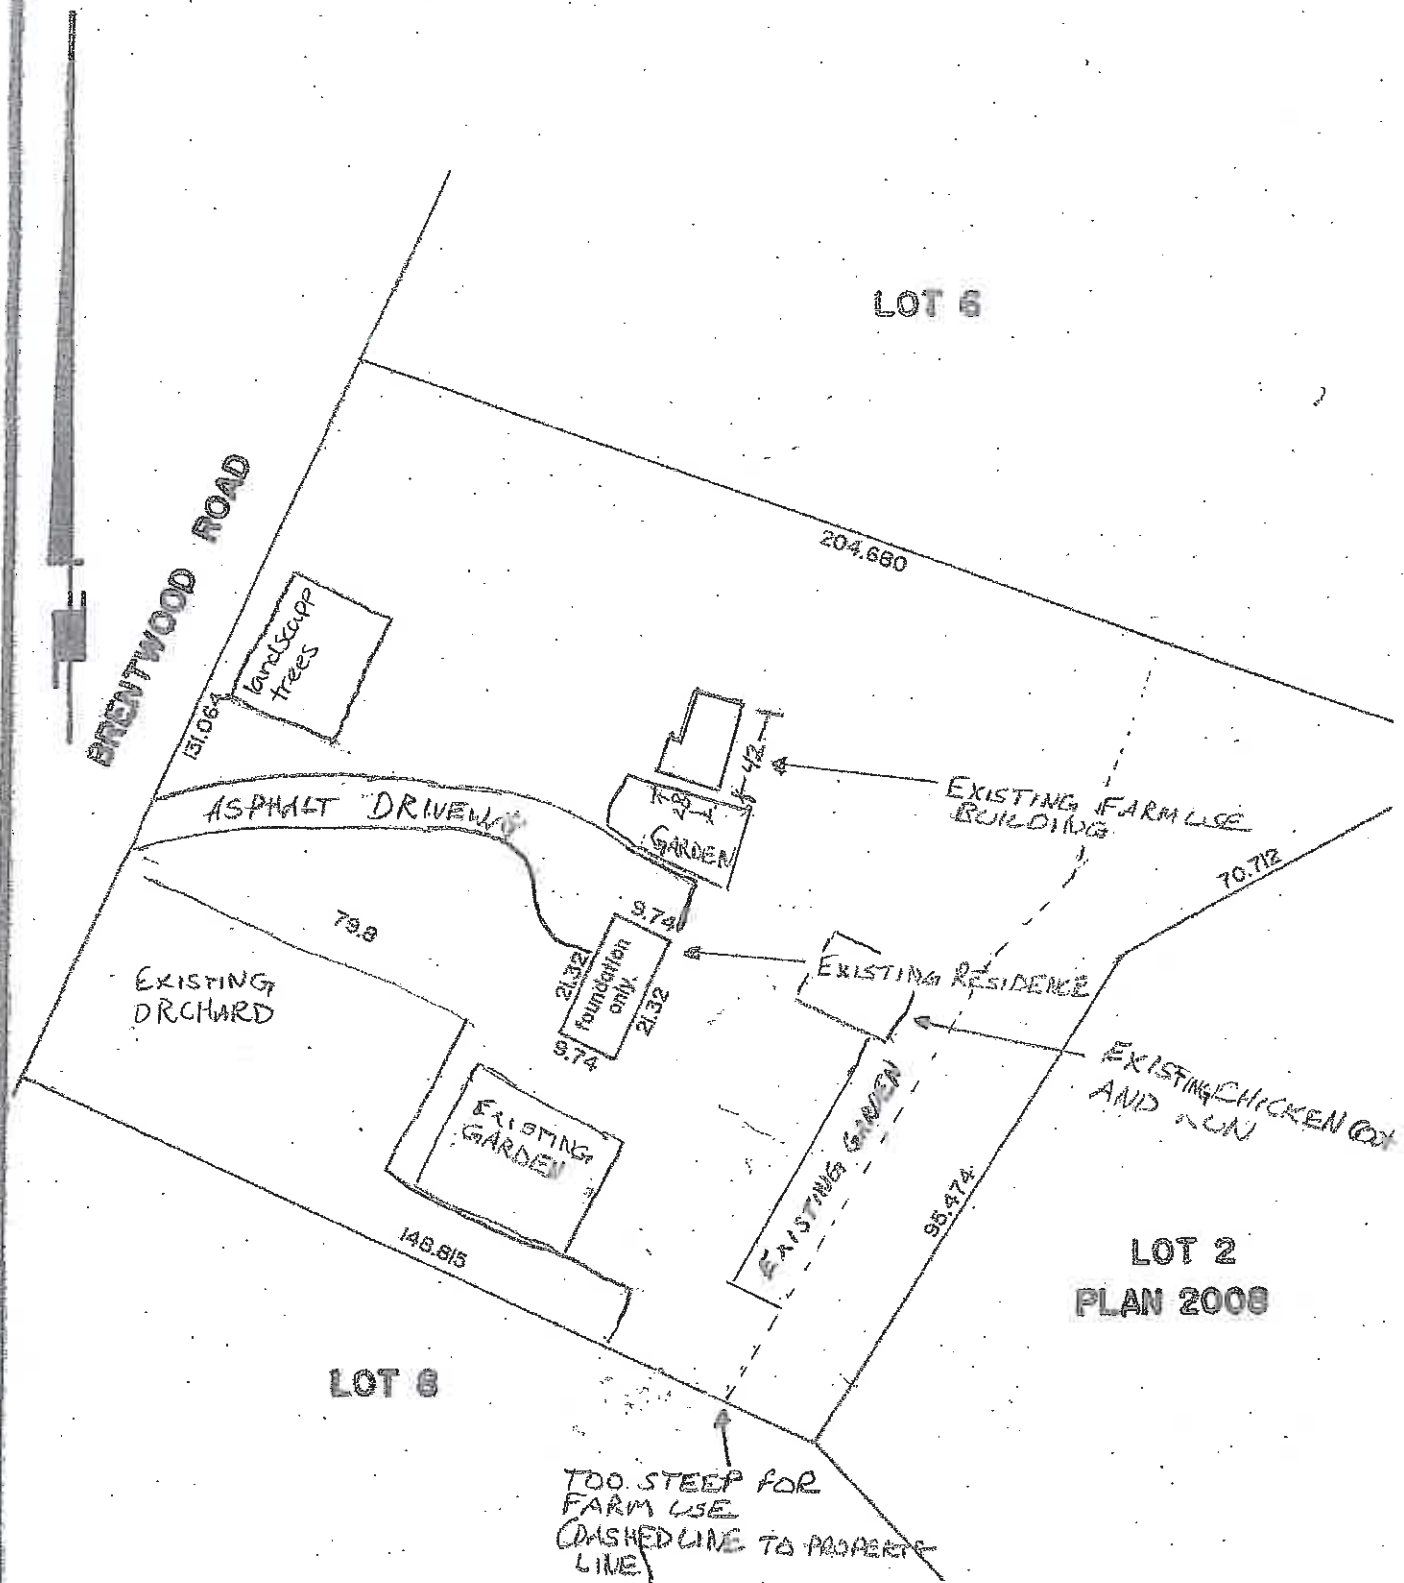 LOT 6
BRENTWOOD ROAD
204.680
landscapp
trees
131.064
42
ASPHALT DRIVEWAY
GARDEN
EXISTING FARM USE
BUILDING
70.712
79.8
9.74
21.32
foundation
only.
21.32
9.74
EXISTING RESIDENCE
EXISTING
ORCHARD
EXISTING CHICKEN COOP
AND RUN
EXISTING
GARDEN
EXISTING GARDEN
95.474
148.815
LOT 2
PLAN 2008
LOT 8
TOO STEEP FOR
FARM USE
(DASHED LINE TO PROPERTY
LINE)